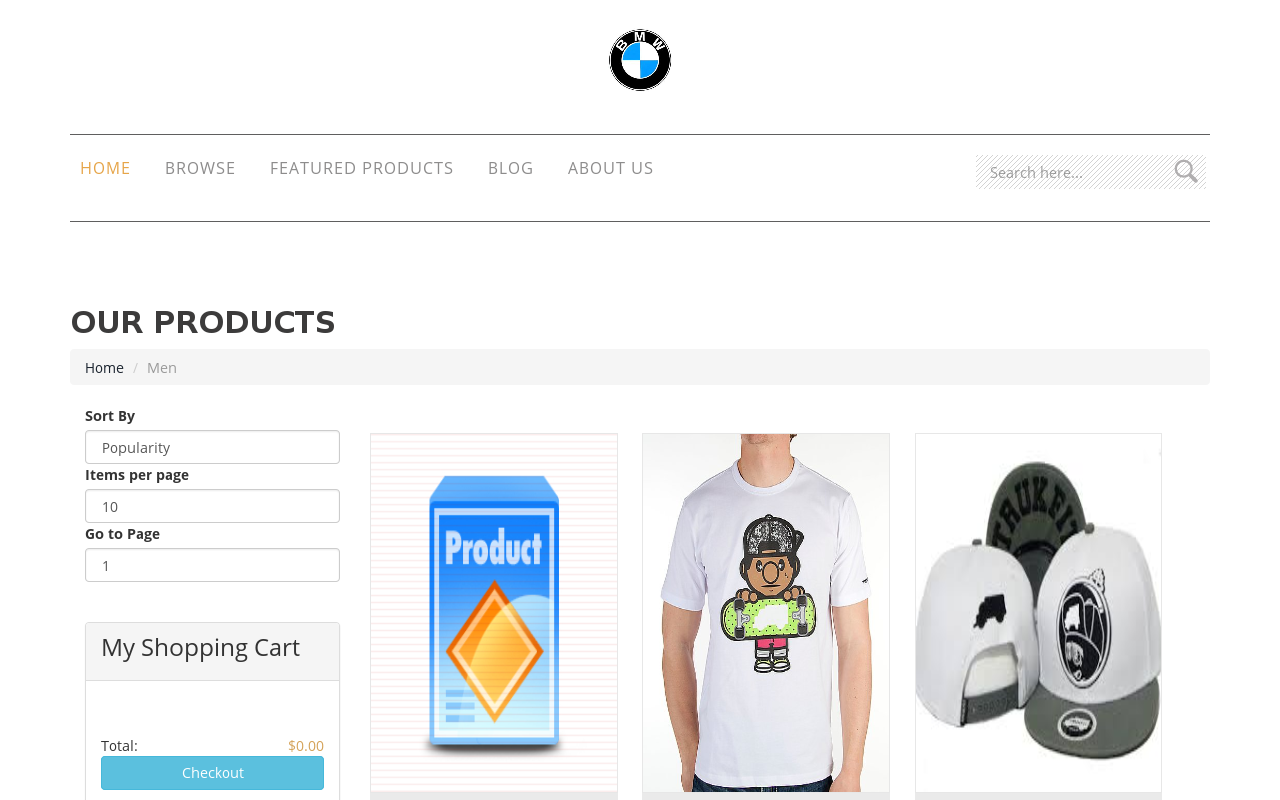 BMW
HOME BROWSE FEATURED PRODUCTS BLOG ABOUT US
Search here...
OUR PRODUCTS
Home / Men
Sort By
Popularity
Items per page
10
Go to Page
1
My Shopping Cart
Total: $0.00
Checkout
Product
TRUKFIT